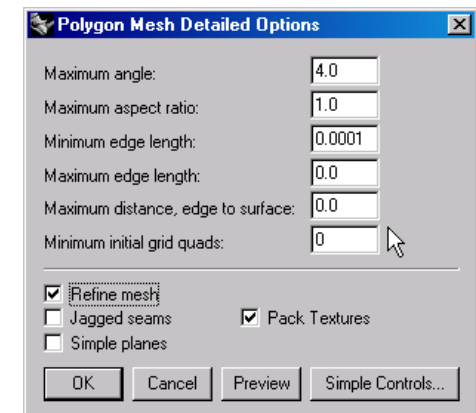 Polygon Mesh Detailed Options
Maximum angle: 4.0
Maximum aspect ratio: 1.0
Minimum edge length: 0.0001
Maximum edge length: 0.0
Maximum distance, edge to surface: 0.0
Minimum initial grid quads: 0
Refine mesh
Jagged seams Pack Textures
Simple planes
OK Cancel Preview Simple Controls...